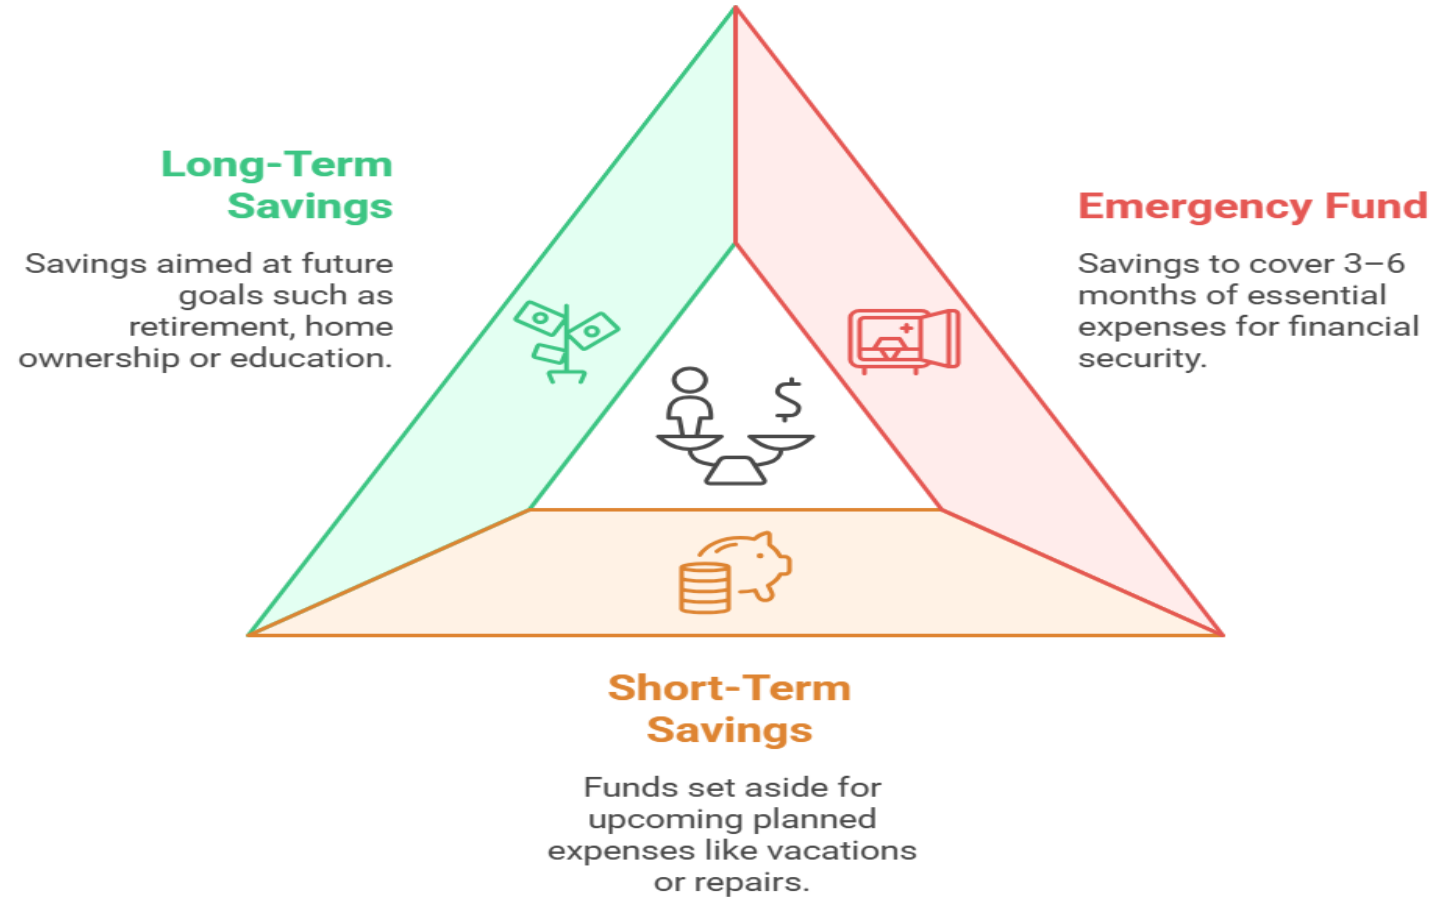 Long-Term
Savings
Savings aimed at future
goals such as
retirement, home
ownership or education.
Emergency Fund
Savings to cover 3–6
months of essential
expenses for financial
security.
$
Short-Term
Savings
Funds set aside for
upcoming planned
expenses like vacations
or repairs.